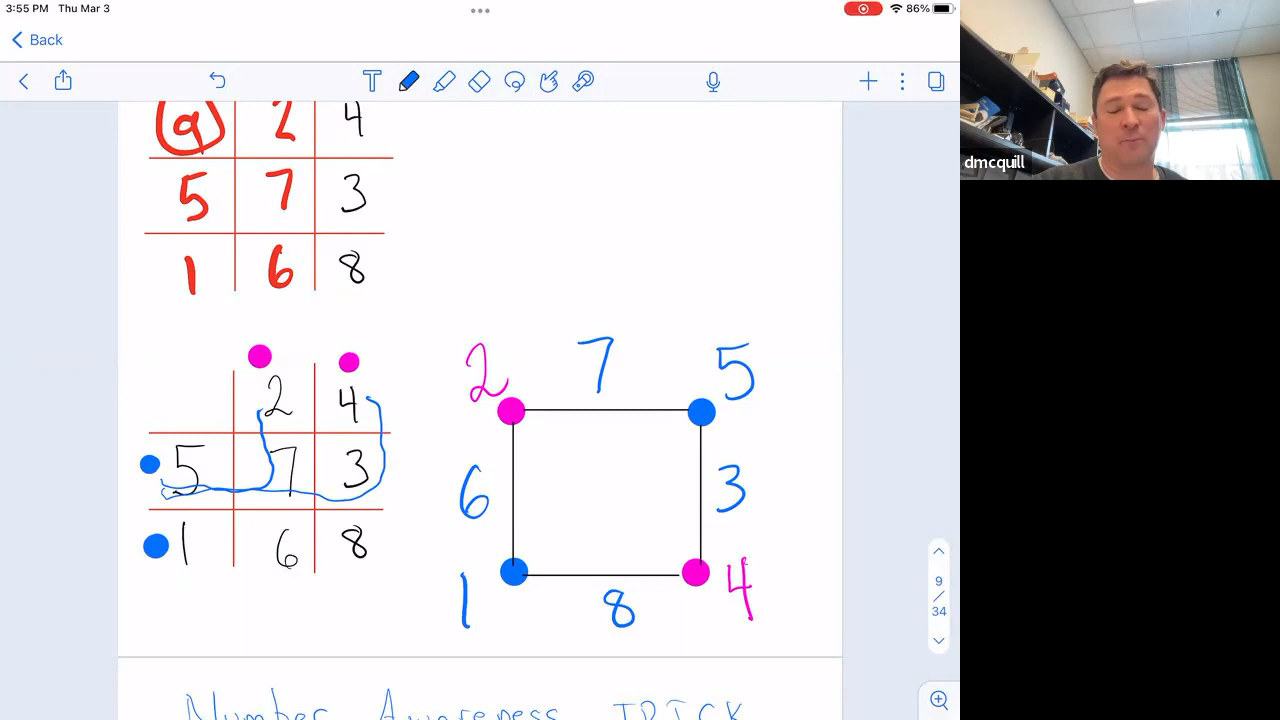 3:55 PM Thu Mar 3
86%
Back
T
9 2 4
5 7 3
1 6 8
2 4
5 7 3
1 6 8
2 7 5
6 3
1 8 4
dmcquill
9
/
34
Number Awareness TRICK